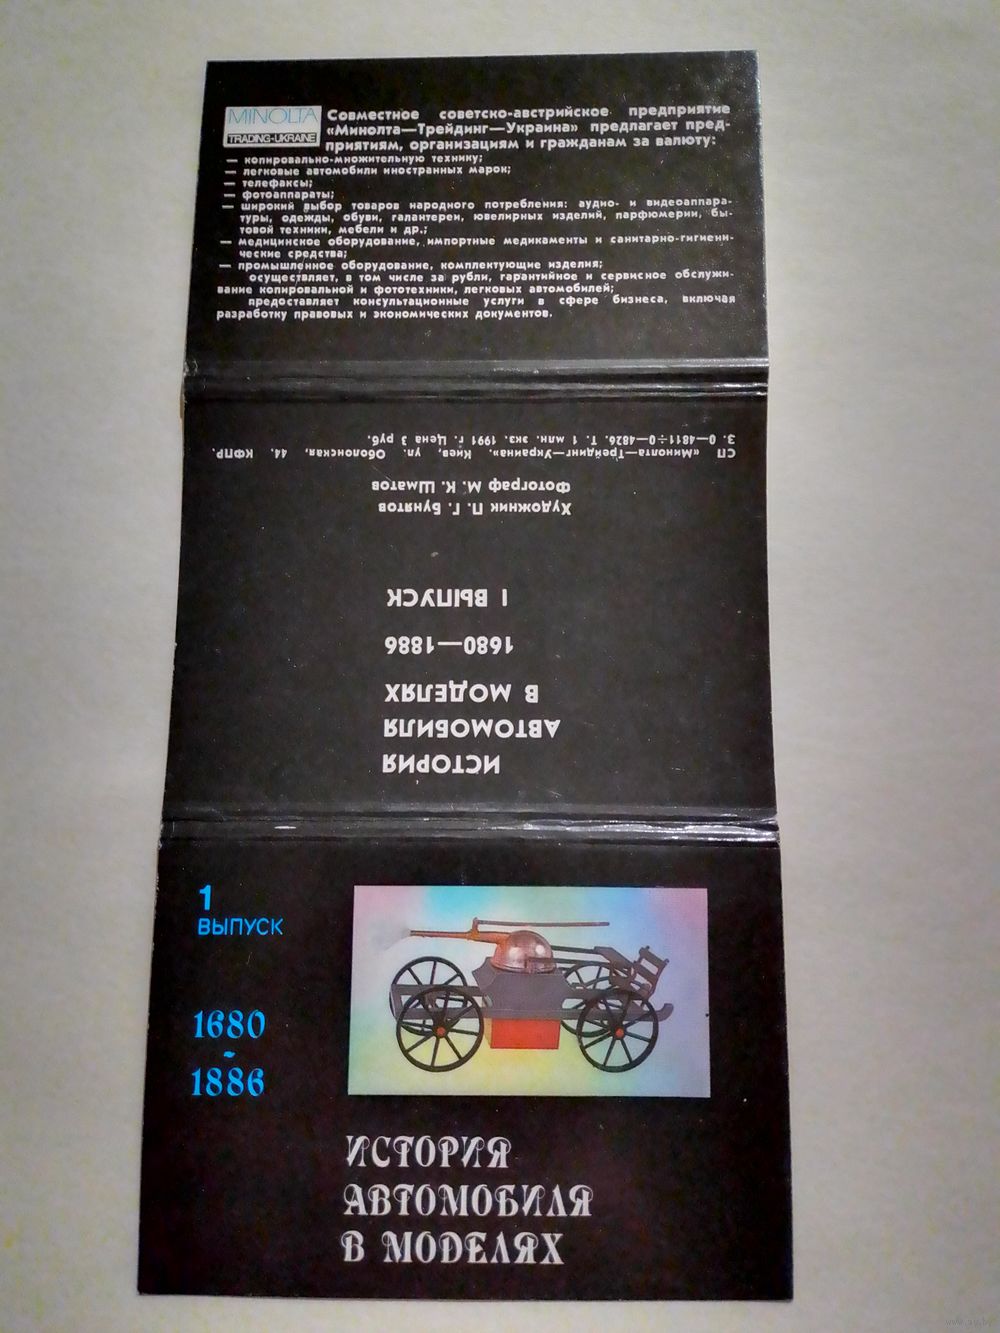 MINOLTA
TRADING-UKRAINE
Совместное советско-австрийское предприятие
«Минолта—Трейдинг—Украина» предлагает пред-
приятиям, организациям и гражданам за валюту:
— копировально-множительную технику;
— легковые автомобили иностранных марок;
— телефаксы;
— фотоаппараты;
— широкий выбор товаров народного потребления: аудио- и видеоаппара-
туры, одежды, обуви, галантереи, ювелирных изделий, парфюмерии, бы-
товой техники, мебели и др.;
— медицинское оборудование, импортные медикаменты и санитарно-гигиени-
ческие средства;
— промышленное оборудование, комплектующие изделия;
осуществляет, в том числе за рубли, гарантийное и сервисное обслужи-
вание копировальной и фототехники, легковых автомобилей;
предоставляет консультационные услуги в сфере бизнеса, включая
разработку правовых и экономических документов.
ИСТОРИЯ
АВТОМОБИЛЯ
В МОДЕЛЯХ
1680—1886
I ВЫПУСК
Художник П. Г. Бунятов
Фотограф М. К. Шматов
СП «Минолта—Трейдинг—Украина», Киев, ул. Оболонская, 44. КФПР.
З. 0—4811÷0—4826. Т. 1 млн. экз. 1991 г. Цена 3 руб.
1
ВЫПУСК
1680
-
1886
ИСТОРИЯ
АВТОМОБИЛЯ
В МОДЕЛЯХ
www.ay.by